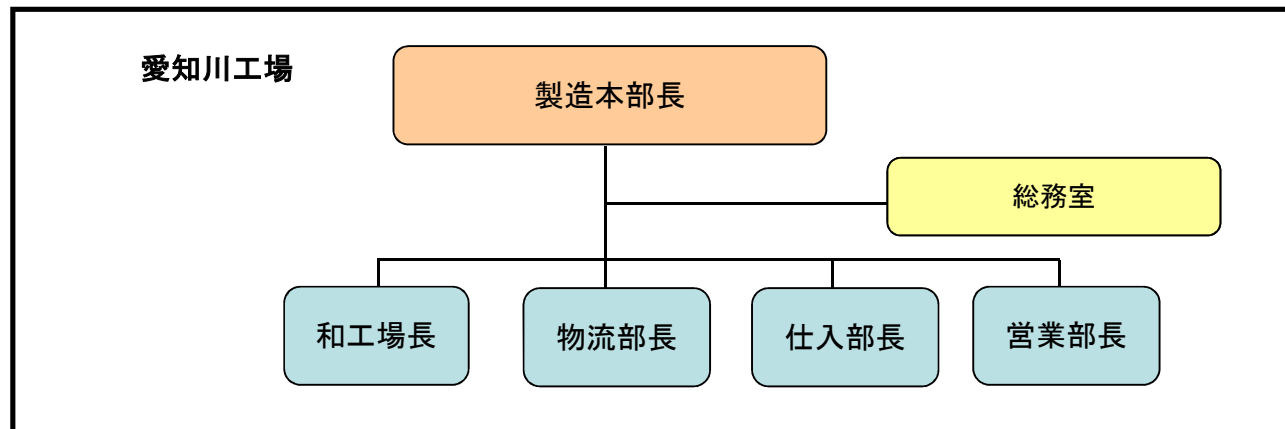 愛知川工場
製造本部長
総務室
和工場長
物流部長
仕入部長
営業部長